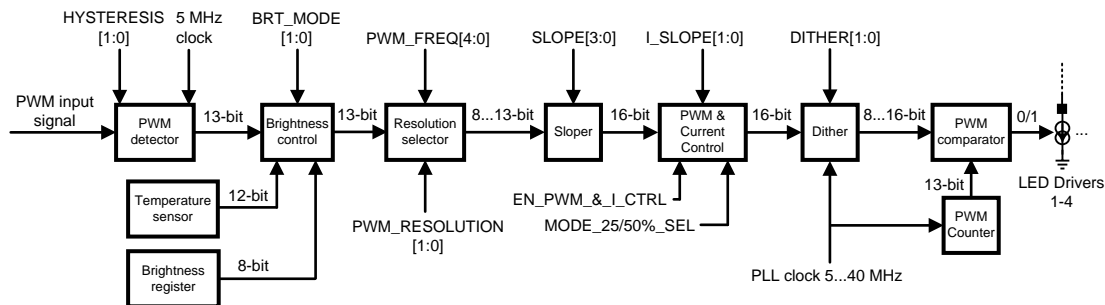 HYSTERESIS
[1:0]
5 MHz
clock
BRT_MODE
[1:0]
PWM_FREQ[4:0]
SLOPE[3:0]
I_SLOPE[1:0]
DITHER[1:0]
PWM input
signal
PWM
detector
13-bit
Brightness
control
13-bit
Resolution
selector
8...13-bit
Sloper
16-bit
PWM &
Current
Control
16-bit
Dither
8...16-bit
PWM
comparator
0/1
...
LED Drivers
1-4
Temperature
sensor
12-bit
Brightness
register
8-bit
PWM_RESOLUTION
[1:0]
EN_PWM_&_I_CTRL
MODE_25/50%_SEL
13-bit
PWM
Counter
PLL clock 5...40 MHz